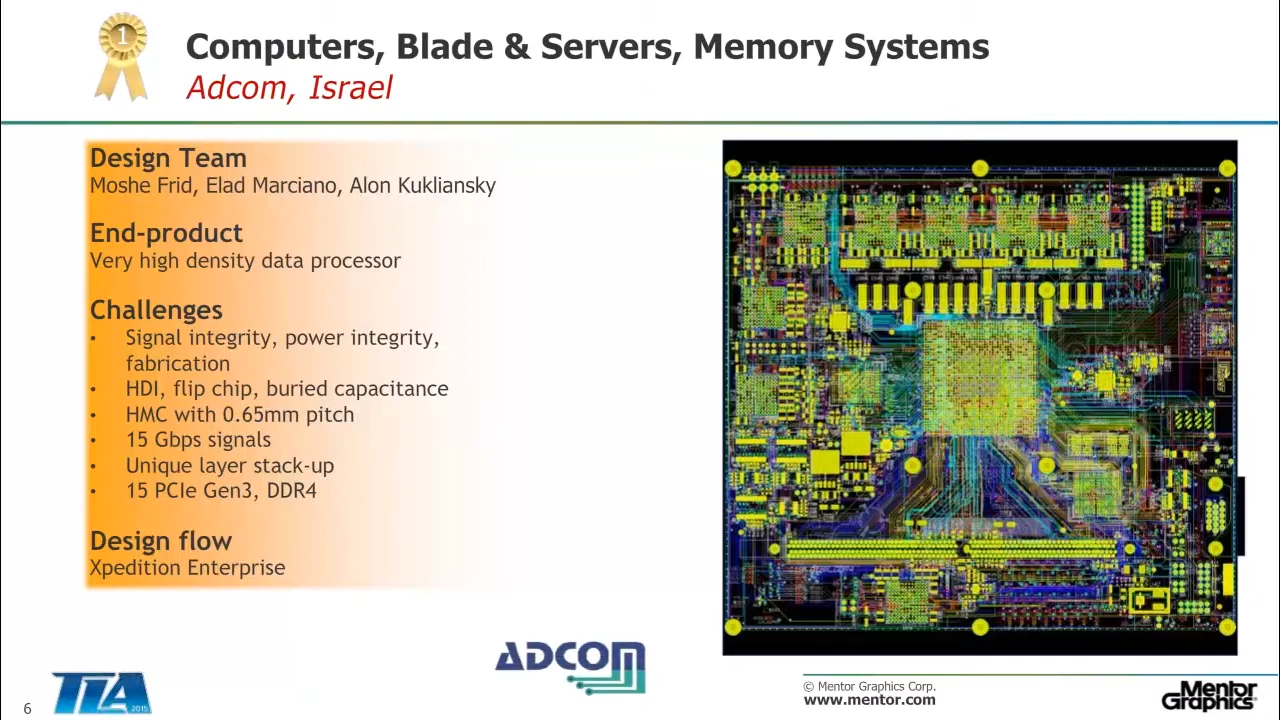 1
Computers, Blade & Servers, Memory Systems
Adcom, Israel
Design Team
Moshe Frid, Elad Marciano, Alon Kukliansky
End-product
Very high density data processor
Challenges
• Signal integrity, power integrity,
fabrication
• HDI, flip chip, buried capacitance
• HMC with 0.65mm pitch
• 15 Gbps signals
• Unique layer stack-up
• 15 PCIe Gen3, DDR4
Design flow
Xpedition Enterprise
ADCOM
TLA
2015
6
© Mentor Graphics Corp.
www.mentor.com
Mentor
Graphics